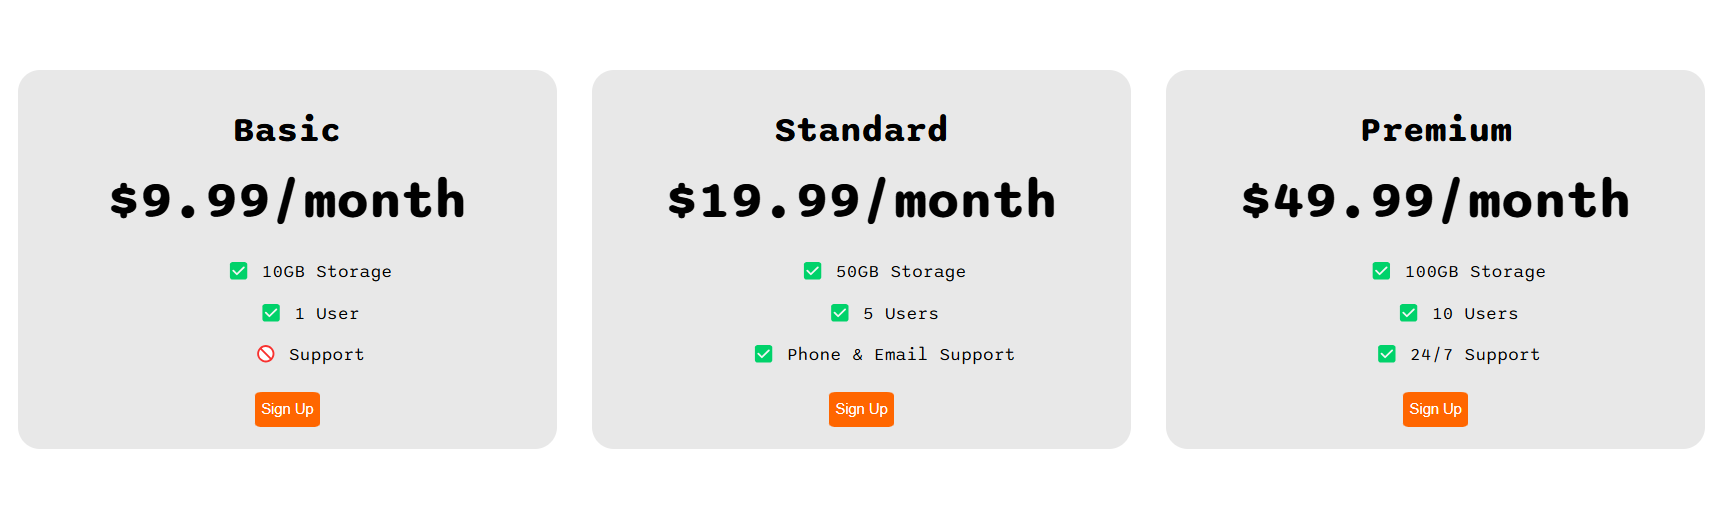 Basic
$9.99/month
10GB Storage
1 User
Support
Sign Up
Standard
$19.99/month
50GB Storage
5 Users
Phone & Email Support
Sign Up
Premium
$49.99/month
100GB Storage
10 Users
24/7 Support
Sign Up